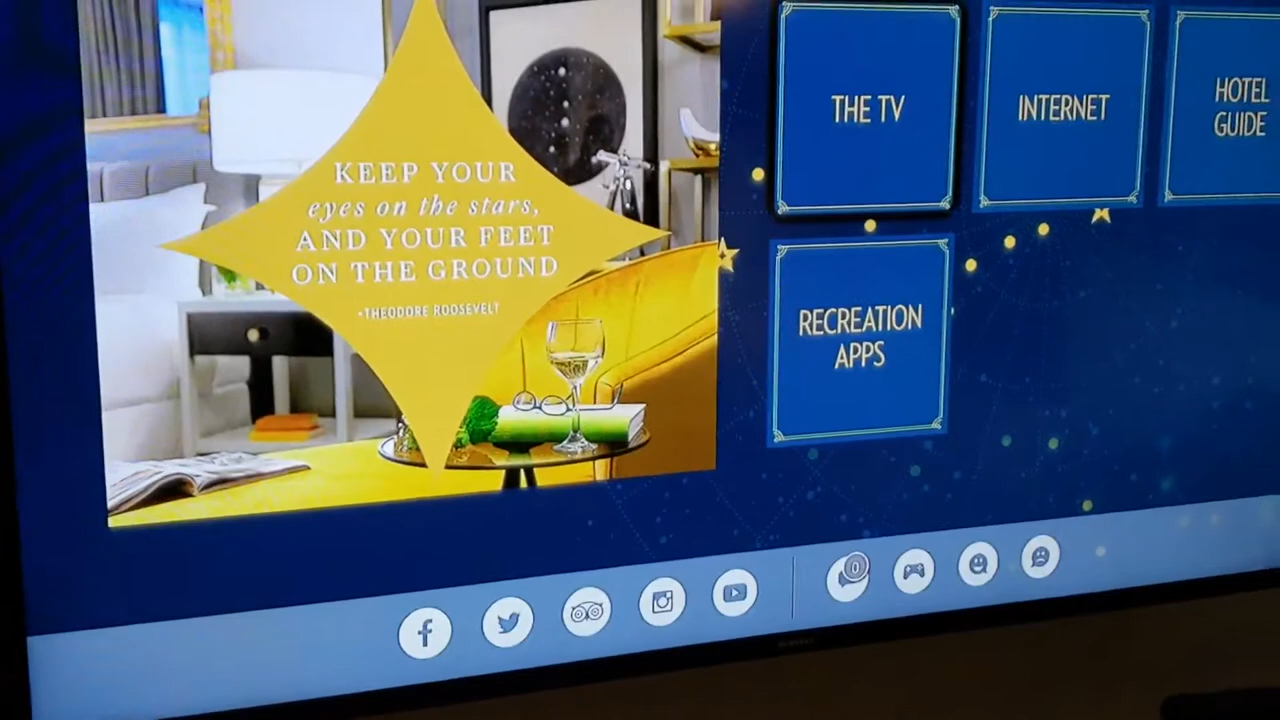 KEEP YOUR
eyes on the stars,
AND YOUR FEET
ON THE GROUND
-THEODORE ROOSEVELT
THE TV
INTERNET
HOTEL
GUIDE
RECREATION
APPS
0